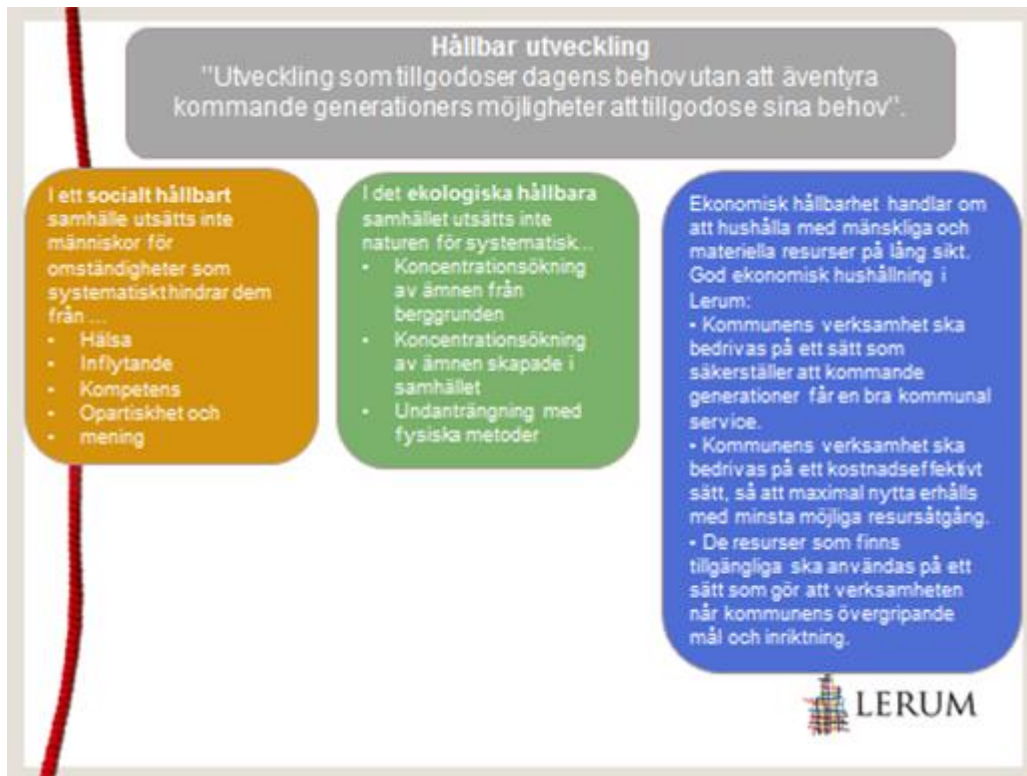 Hållbar utveckling
"Utveckling som tillgodoser dagens behov utan att äventyra
kommande generationers möjligheter att tillgodose sina behov".
I ett socialt hållbart
samhälle utsätts inte
människor för
omständigheter som
systematiskt hindrar dem
från ...
• Hälsa
• Inflytande
• Kompetens
• Opartiskhet och
• mening
I det ekologiska hållbara
samhället utsätts inte
naturen för systematisk...
• Koncentrationsökning
av ämnen från
berggrunden
• Koncentrationsökning
av ämnen skapade i
samhället
• Undanträngning med
fysiska metoder
Ekonomisk hållbarhet handlar om
att hushålla med mänskliga och
materiella resurser på lång sikt.
God ekonomisk hushållning i
Lerum:
• Kommunens verksamhet ska
bedrivas på ett sätt som
säkerställer att kommande
generationer får en bra kommunal
service.
• Kommunens verksamhet ska
bedrivas på ett kostnadseffektivt
sätt, så att maximal nytta erhålls
med minsta möjliga resursåtgång.
• De resurser som finns
tillgängliga ska användas på ett
sätt som gör att verksamheten
når kommunens övergripande
mål och inriktning.
LERUM